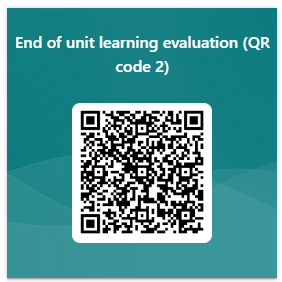 End of unit learning evaluation (QR
code 2)